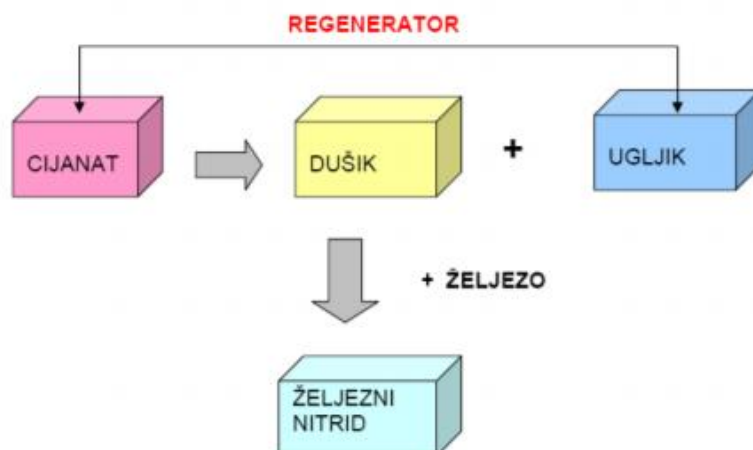 REGENERATOR
CIJANAT
DUŠIK
+
UGLJIK
+ ŽELJEZO
ŽELJEZNI
NITRID